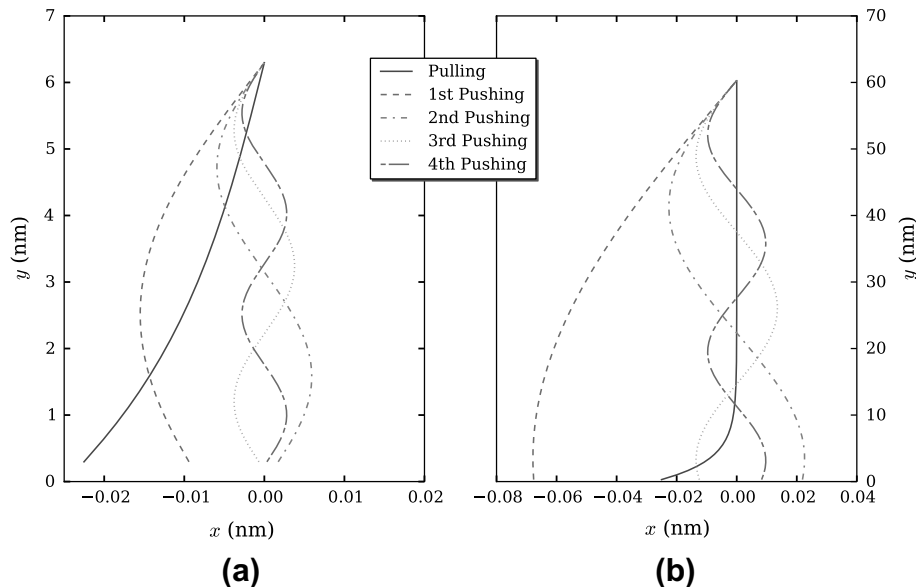 7
6
5
4
3
2
1
0
y (nm)
−0.02 −0.01 0.00 0.01 0.02
x (nm)
(a)
Pulling
1st Pushing
2nd Pushing
3rd Pushing
4th Pushing
70
60
50
40
30
20
10
0
y (nm)
−0.08 −0.06 −0.04 −0.02 0.00 0.02 0.04
x (nm)
(b)